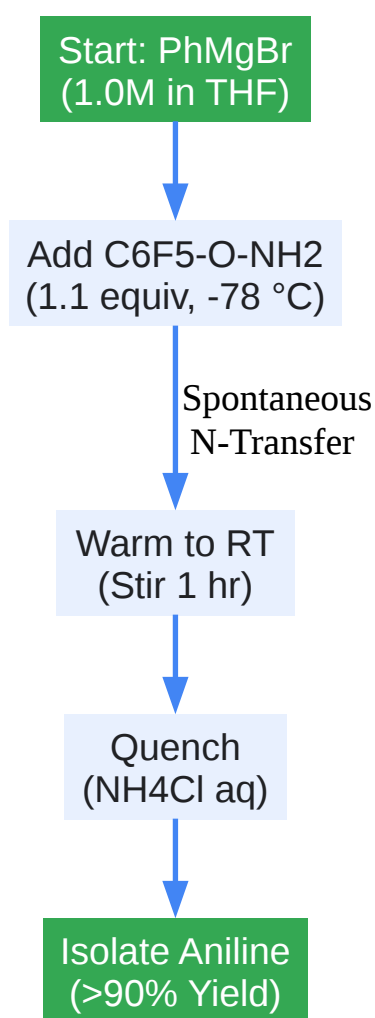 Start: PhMgBr
(1.0M in THF)
Add C6F5-O-NH2
(1.1 equiv, -78 °C)
Spontaneous
N-Transfer
Warm to RT
(Stir 1 hr)
Quench
(NH4Cl aq)
Isolate Aniline
(>90% Yield)